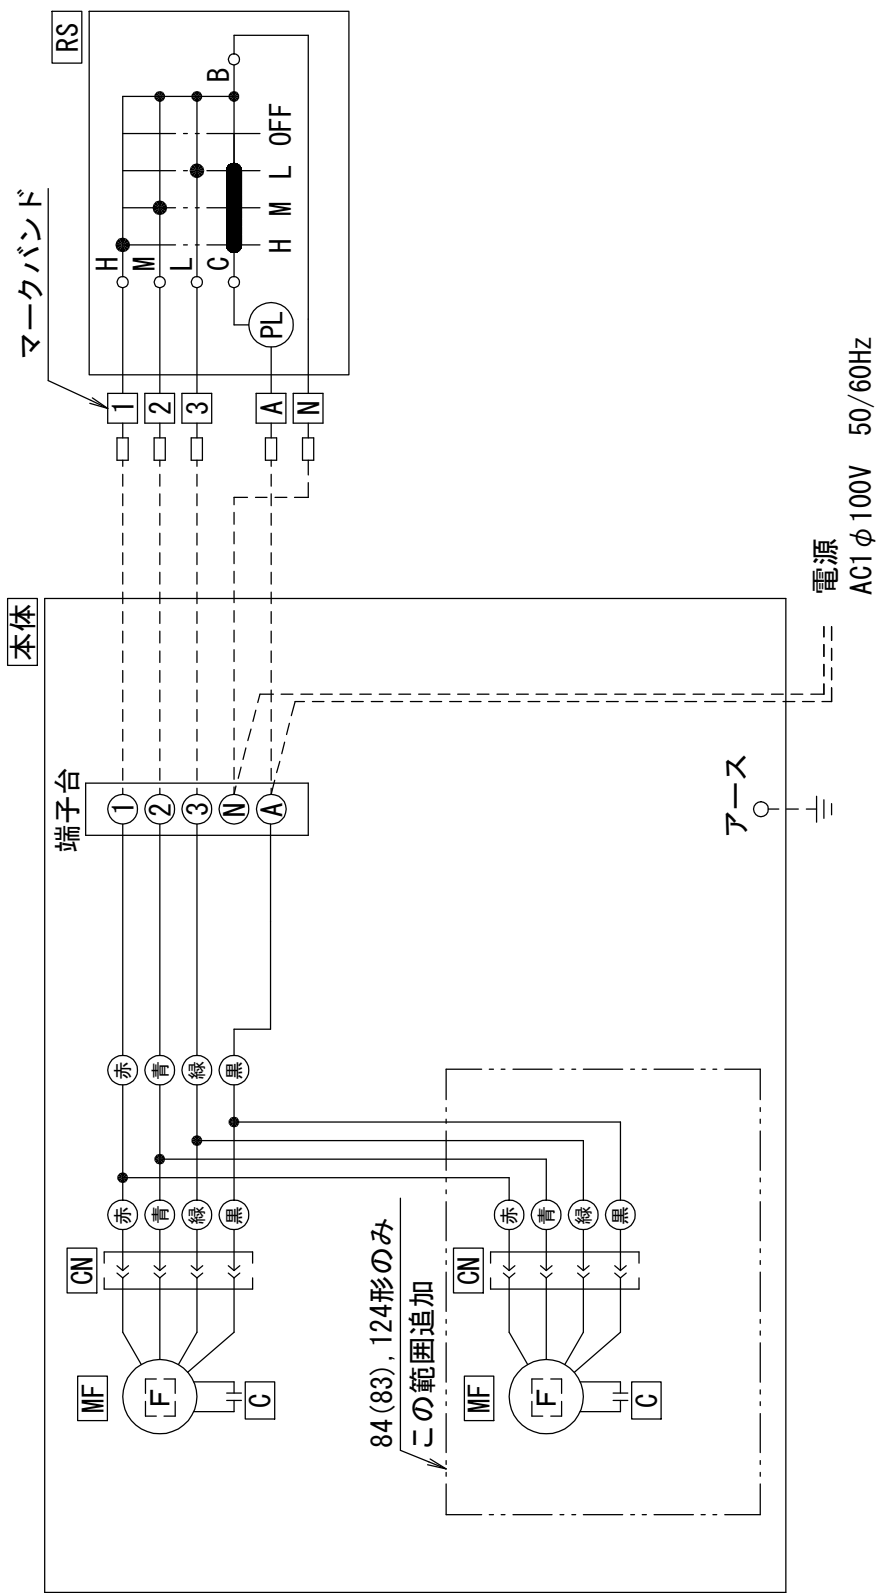 本体
MF
F
C
CN
赤
青
緑
黒
赤
青
緑
黒
84(83), 124形のみ
この範囲追加
MF
F
C
CN
赤
青
緑
黒
端子台
1
2
3
N
A
アース
電源
AC1φ100V 50/60Hz
マークバンド
1
2
3
A
N
RS
H
M
L
C
B
PL
H M L OFF